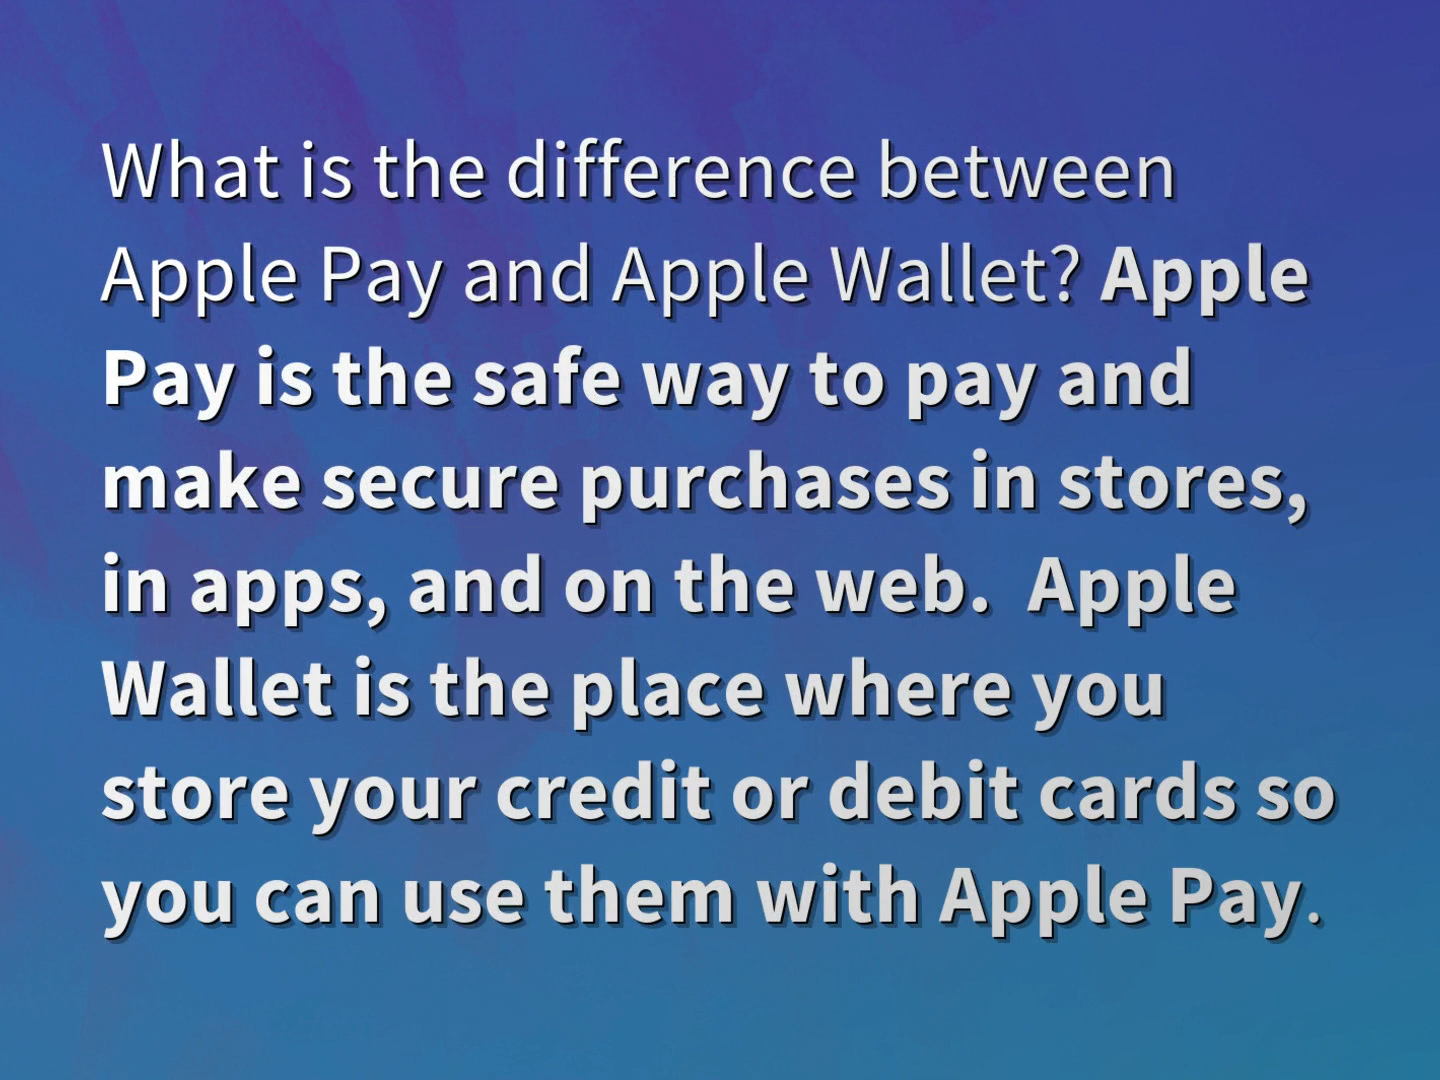 What is the difference between
Apple Pay and Apple Wallet? Apple
Pay is the safe way to pay and
make secure purchases in stores,
in apps, and on the web.  Apple
Wallet is the place where you
store your credit or debit cards so
you can use them with Apple Pay.